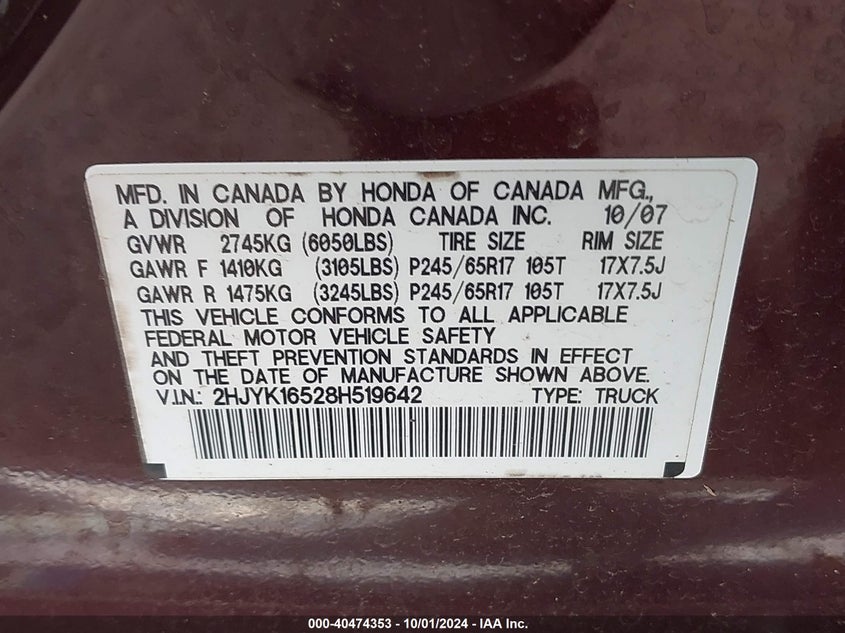 MFD. IN CANADA BY HONDA OF CANADA MFG.,
A DIVISION OF HONDA CANADA INC. 10/07
GVWR 2745KG (6050LBS) TIRE SIZE RIM SIZE
GAWR F 1410KG (3105LBS) P245/65R17 105T 17X7.5J
GAWR R 1475KG (3245LBS) P245/65R17 105T 17X7.5J
THIS VEHICLE CONFORMS TO ALL APPLICABLE
FEDERAL MOTOR VEHICLE SAFETY
AND THEFT PREVENTION STANDARDS IN EFFECT
ON THE DATE OF MANUFACTURE SHOWN ABOVE.
V.I.N.: 2HJYK16528H519642 TYPE: TRUCK
000-40474353 - 10/01/2024 - IAA Inc.